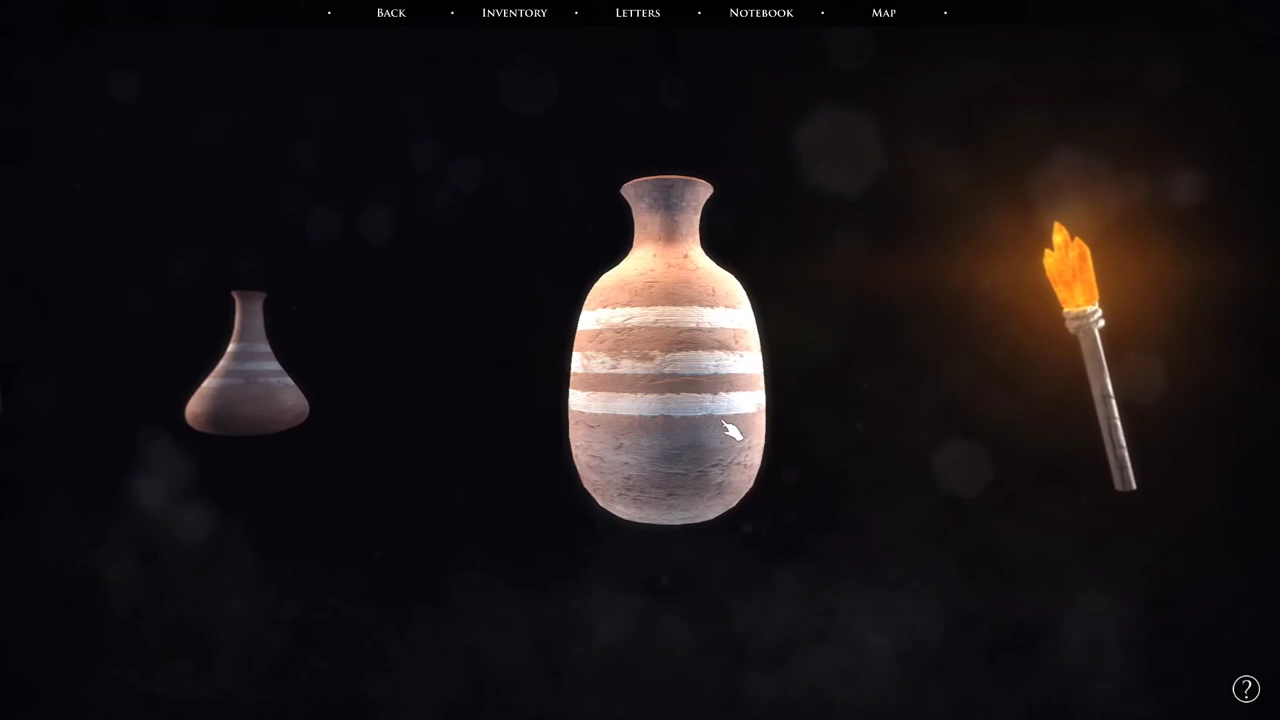 • BACK • INVENTORY • LETTERS • NOTEBOOK • MAP •
?